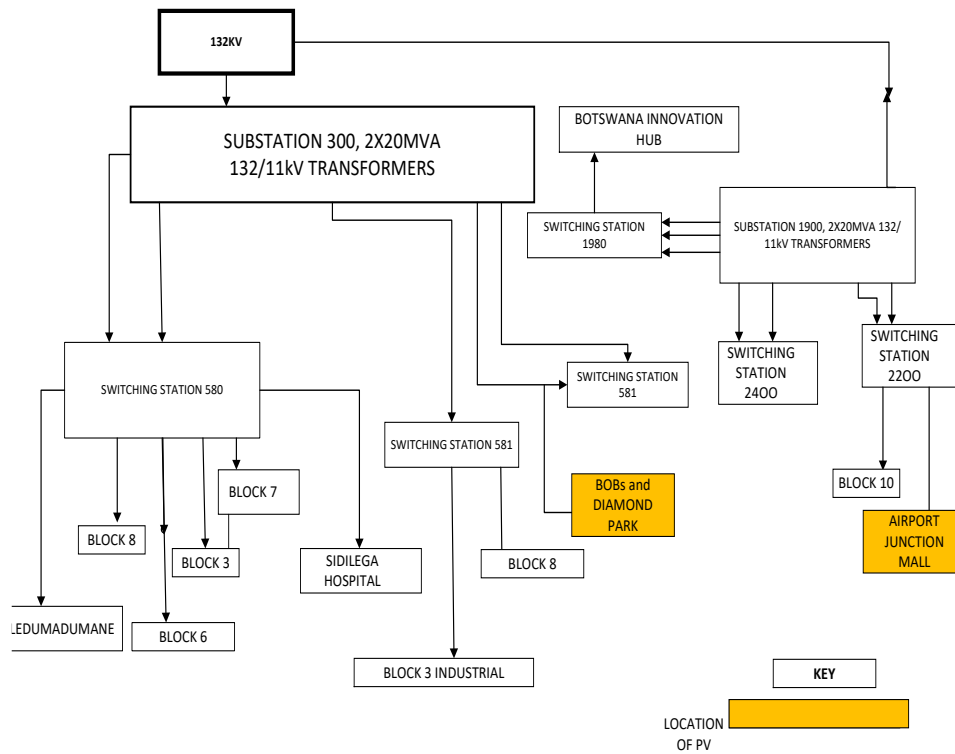 132KV
SUBSTATION 300, 2X20MVA
132/11kV TRANSFORMERS
BOTSWANA INNOVATION
HUB
SWITCHING STATION
1980
SUBSTATION 1900, 2X20MVA 132/
11kV TRANSFORMERS
SWITCHING STATION 580
SWITCHING STATION 581
SWITCHING STATION
581
SWITCHING
STATION
24OO
SWITCHING
STATION
22OO
BLOCK 7
BLOCK 8
BLOCK 3
SIDILEGA
HOSPITAL
BOBs and
DIAMOND
PARK
BLOCK 8
BLOCK 10
AIRPORT
JUNCTION
MALL
LEDUMADUMANE
BLOCK 6
BLOCK 3 INDUSTRIAL
KEY
LOCATION
OF PV